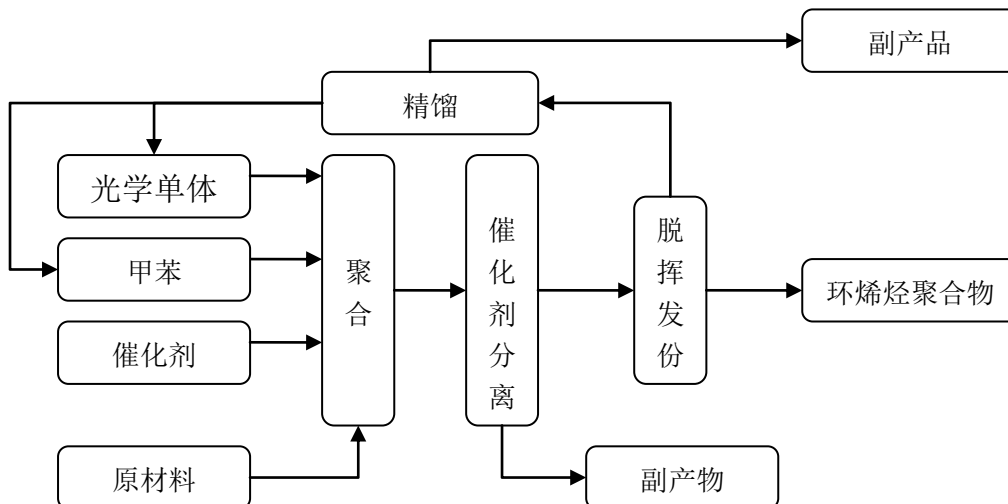 副产品
精馏
光学单体
甲苯
催化剂
原材料
聚合
催化剂分离
脱挥发份
环烯烃聚合物
副产物